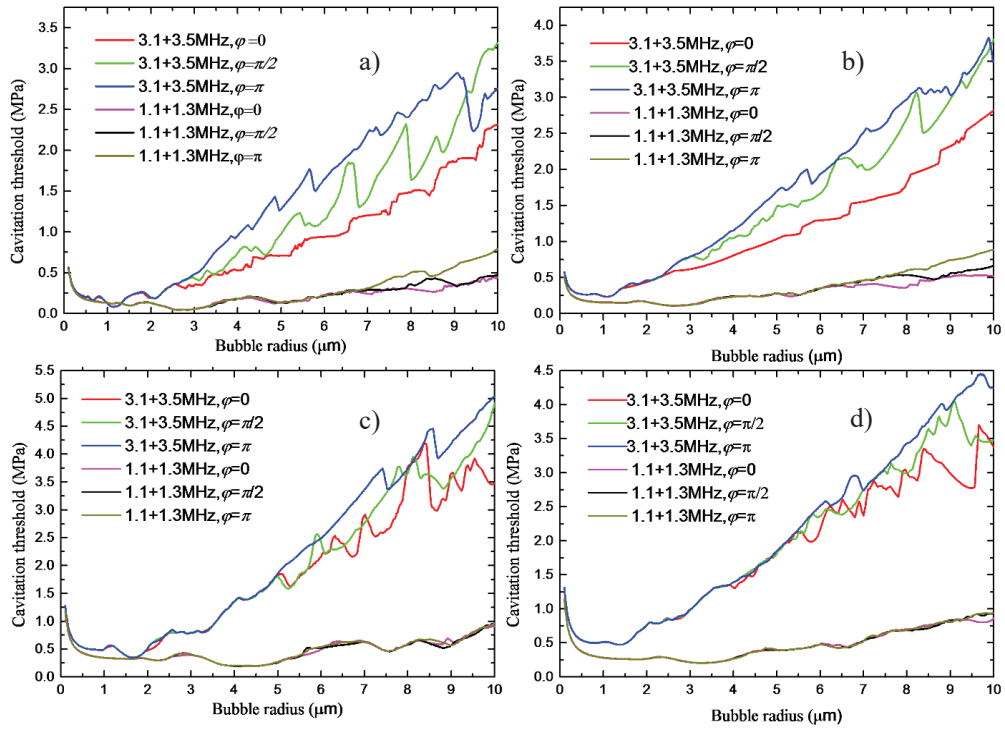 a)
3.5
3.0
2.5
2.0
1.5
1.0
0.5
0.0
Cavitation threshold (MPa)
3.1+3.5MHz,φ=0
3.1+3.5MHz,φ=π/2
3.1+3.5MHz,φ=π
1.1+1.3MHz,φ=0
1.1+1.3MHz,φ=π/2
1.1+1.3MHz,φ=π
0 1 2 3 4 5 6 7 8 9 10
Bubble radius (μm)
b)
4.0
3.5
3.0
2.5
2.0
1.5
1.0
0.5
0.0
Cavitation threshold (MPa)
3.1+3.5MHz,φ=0
3.1+3.5MHz,φ=π/2
3.1+3.5MHz,φ=π
1.1+1.3MHz,φ=0
1.1+1.3MHz,φ=π/2
1.1+1.3MHz,φ=π
0 1 2 3 4 5 6 7 8 9 10
Bubble radius (μm)
c)
5.5
5.0
4.5
4.0
3.5
3.0
2.5
2.0
1.5
1.0
0.5
0.0
Cavitation threshold (MPa)
3.1+3.5MHz,φ=0
3.1+3.5MHz,φ=π/2
3.1+3.5MHz,φ=π
1.1+1.3MHz,φ=0
1.1+1.3MHz,φ=π/2
1.1+1.3MHz,φ=π
0 1 2 3 4 5 6 7 8 9 10
Bubble radius (μm)
d)
4.5
4.0
3.5
3.0
2.5
2.0
1.5
1.0
0.5
0.0
Cavitation threshold (MPa)
3.1+3.5MHz,φ=0
3.1+3.5MHz,φ=π/2
3.1+3.5MHz,φ=π
1.1+1.3MHz,φ=0
1.1+1.3MHz,φ=π/2
1.1+1.3MHz,φ=π
0 1 2 3 4 5 6 7 8 9 10
Bubble radius (μm)